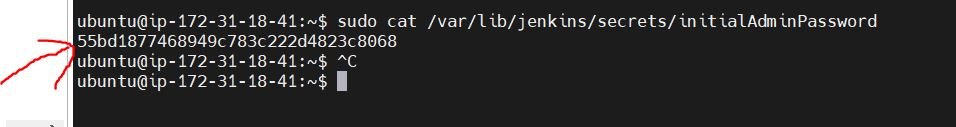 ubuntu@ip-172-31-18-41:~$ sudo cat /var/lib/jenkins/secrets/initialAdminPassword
55bd1877468949c783c222d4823c8068
ubuntu@ip-172-31-18-41:~$ ^C
ubuntu@ip-172-31-18-41:~$